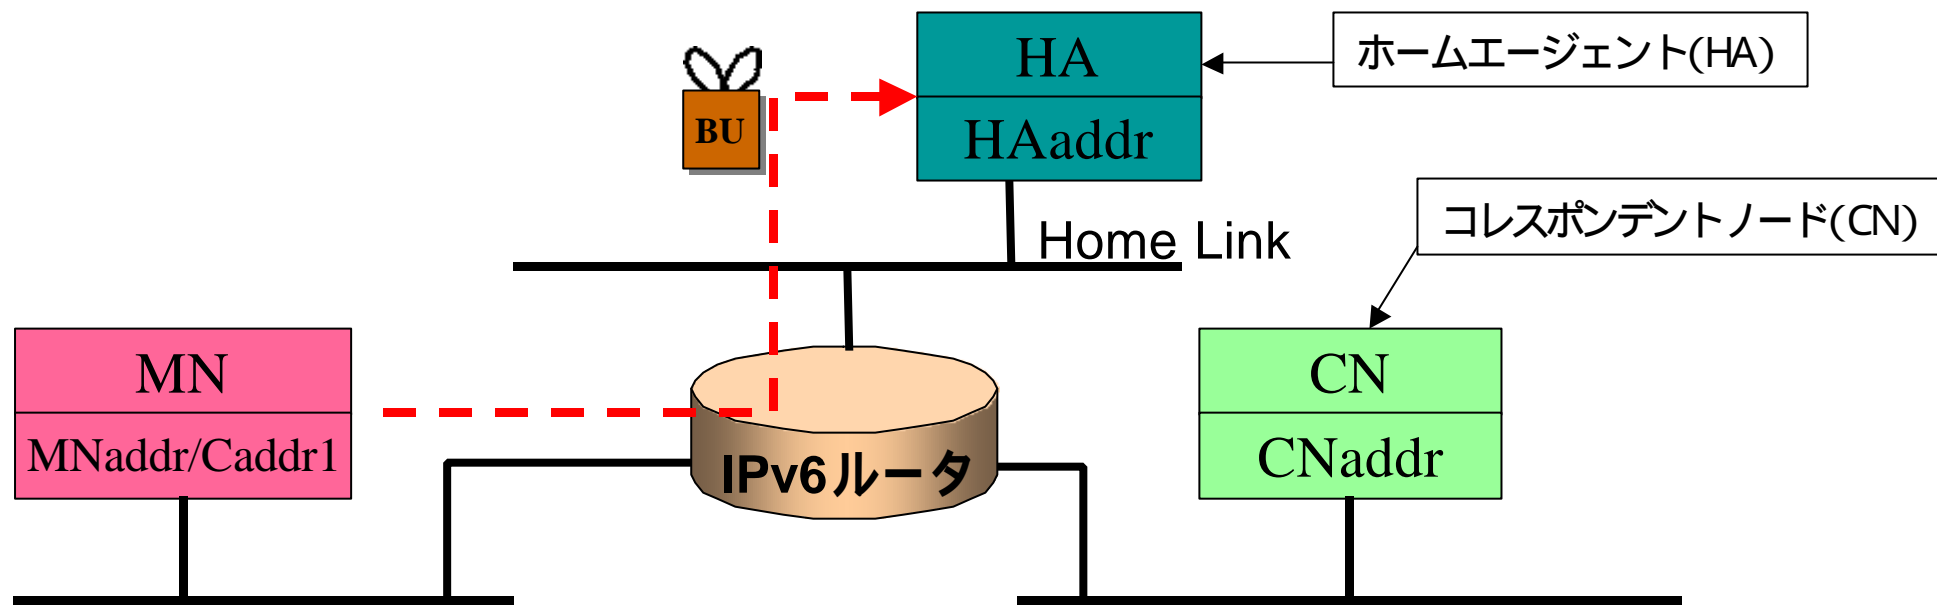 HA
ホームエージェント(HA)
BU
HAaddr
コレスポンデントノード(CN)
Home Link
MN
CN
MNaddr/Caddr1
CNaddr
IPv6ルータ